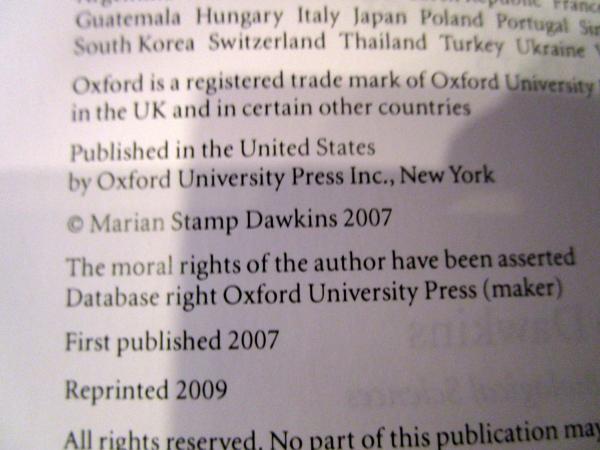 Republic France
Guatemala Hungary Italy Japan Poland Portugal
South Korea Switzerland Thailand Turkey Ukraine
Oxford is a registered trade mark of Oxford University
in the UK and in certain other countries
Published in the United States
by Oxford University Press Inc., New York
© Marian Stamp Dawkins 2007
The moral rights of the author have been asserted
Database right Oxford University Press (maker)
First published 2007
Reprinted 2009
All rights reserved. No part of this publication may